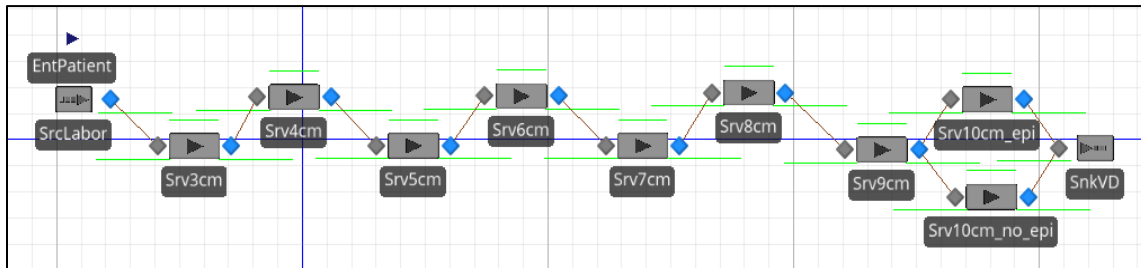 EntPatient
SrcLabor
Srv3cm
Srv4cm
Srv5cm
Srv6cm
Srv7cm
Srv8cm
Srv9cm
Srv10cm_epi
Srv10cm_no_epi
SnkVD